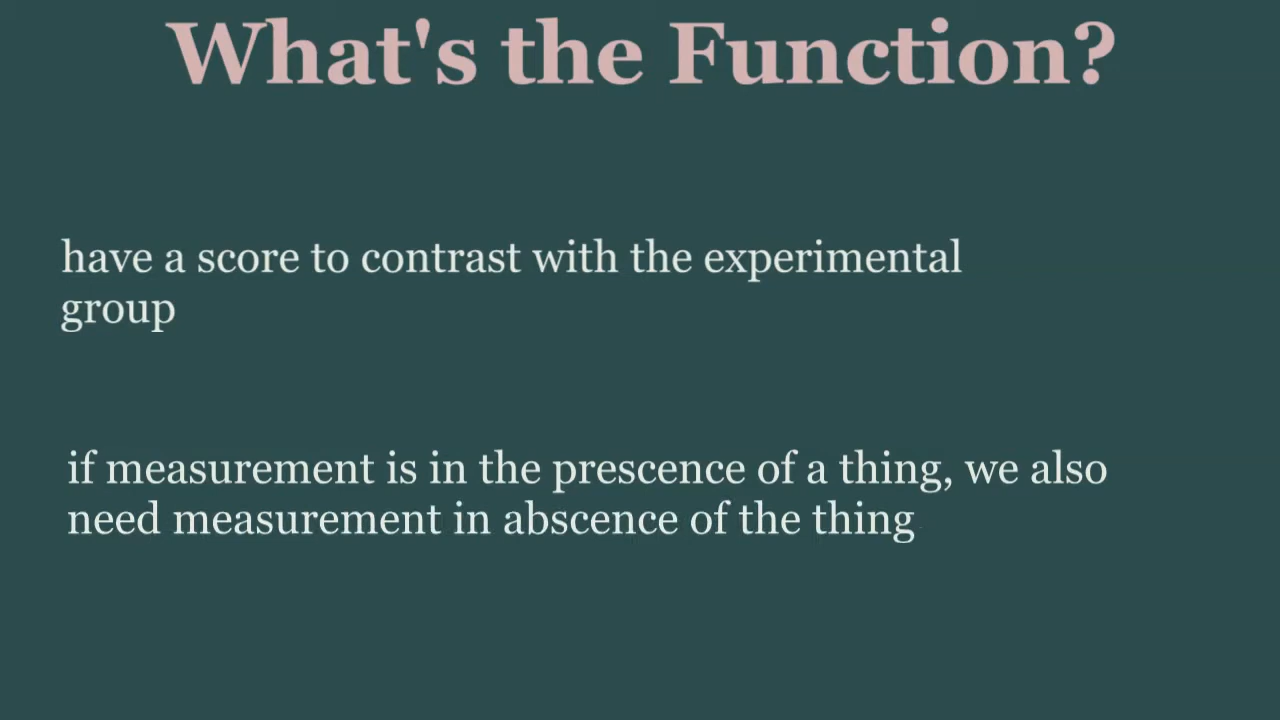 What's the Function?
have a score to contrast with the experimental
group
if measurement is in the prescence of a thing, we also
need measurement in abscence of the thing